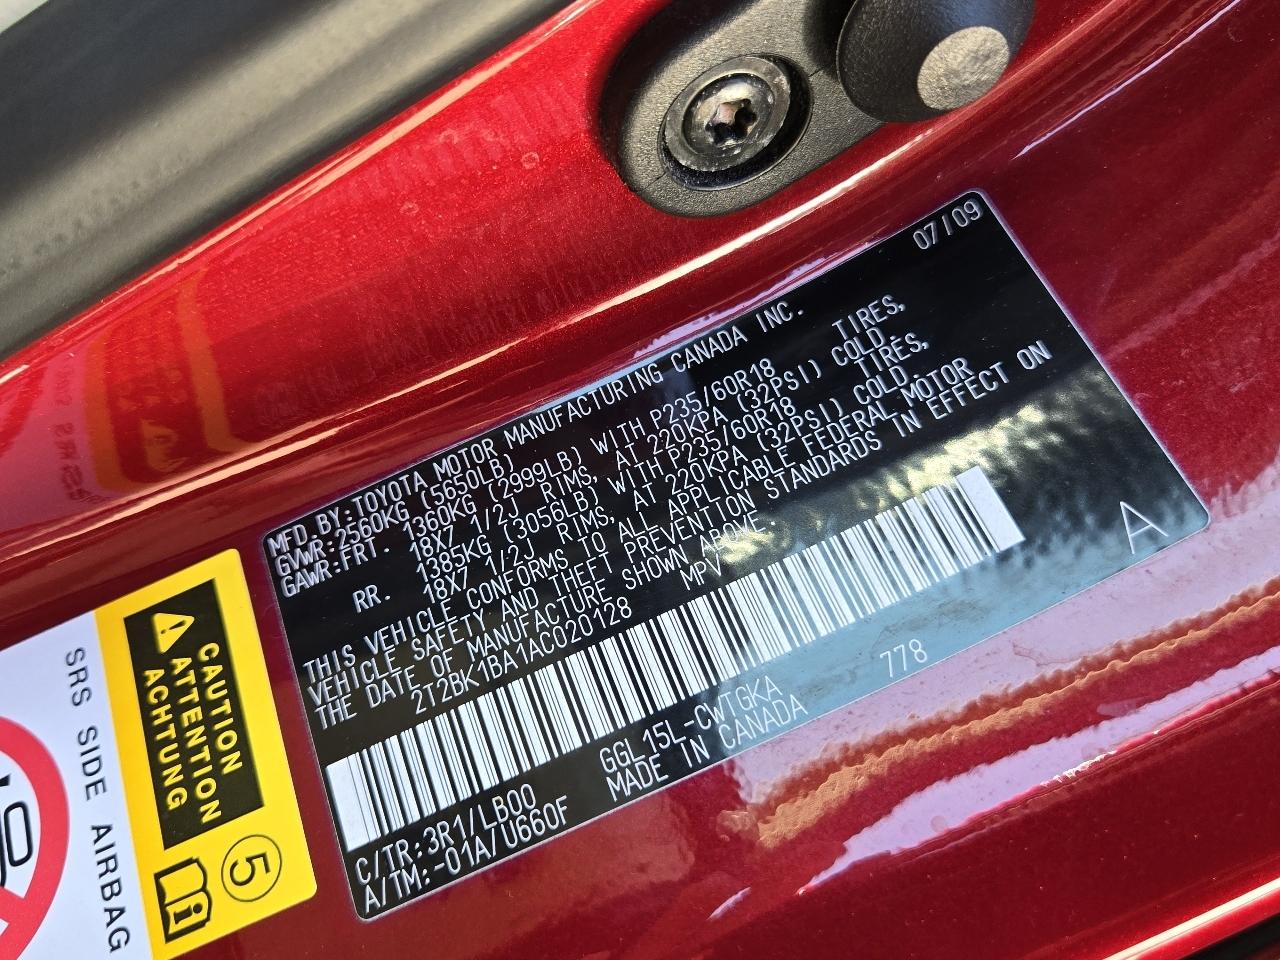 07/09
MFD.BY:TOYOTA MOTOR MANUFACTURING CANADA INC.
GVWR:2560KG (5650LB)
GAWR:FRT. 1360KG (2999LB) WITH P235/60R18 TIRES,
18X7 1/2J RIMS, AT 220KPA (32PSI) COLD.
RR. 1385KG (3056LB) WITH P235/60R18 TIRES,
18X7 1/2J RIMS, AT 220KPA (32PSI) COLD.
THIS VEHICLE CONFORMS TO ALL APPLICABLE FEDERAL MOTOR
VEHICLE SAFETY AND THEFT PREVENTION STANDARDS IN EFFECT ON
THE DATE OF MANUFACTURE SHOWN ABOVE.
2T2BK1BA1AC020128 MPV
A
C/TR:3R1/LB00 GGL15L-CWTGKA 778
A/TM:-01A/U660F MADE IN CANADA
CAUTION
ATTENTION
ACHTUNG
5
SRS SIDE AIRBAG